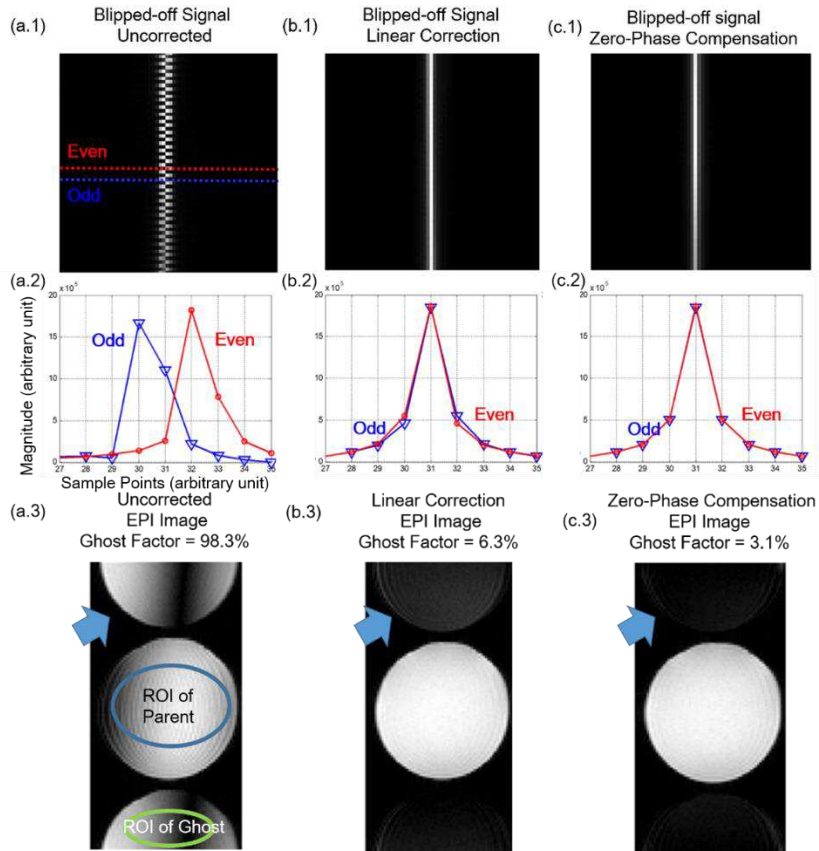 (a.1)
Blipped-off Signal
Uncorrected
(b.1)
Blipped-off Signal
Linear Correction
(c.1)
Blipped-off signal
Zero-Phase Compensation
Even
Odd
(a.2)
(b.2)
(c.2)
x 10⁵
20
15
10
5
0
27 28 29 30 31 32 33 34 35
Magnitude (arbitrary unit)
Sample Points (arbitrary unit)
Odd
Even
x 10⁵
20
15
10
5
0
27 28 29 30 31 32 33 34 35
Odd
Even
x 10⁵
20
15
10
5
0
27 28 29 30 31 32 33 34 35
Odd
Even
(a.3)
Uncorrected
EPI Image
Ghost Factor = 98.3%
(b.3)
Linear Correction
EPI Image
Ghost Factor = 6.3%
(c.3)
Zero-Phase Compensation
EPI Image
Ghost Factor = 3.1%
ROI of
Parent
ROI of Ghost